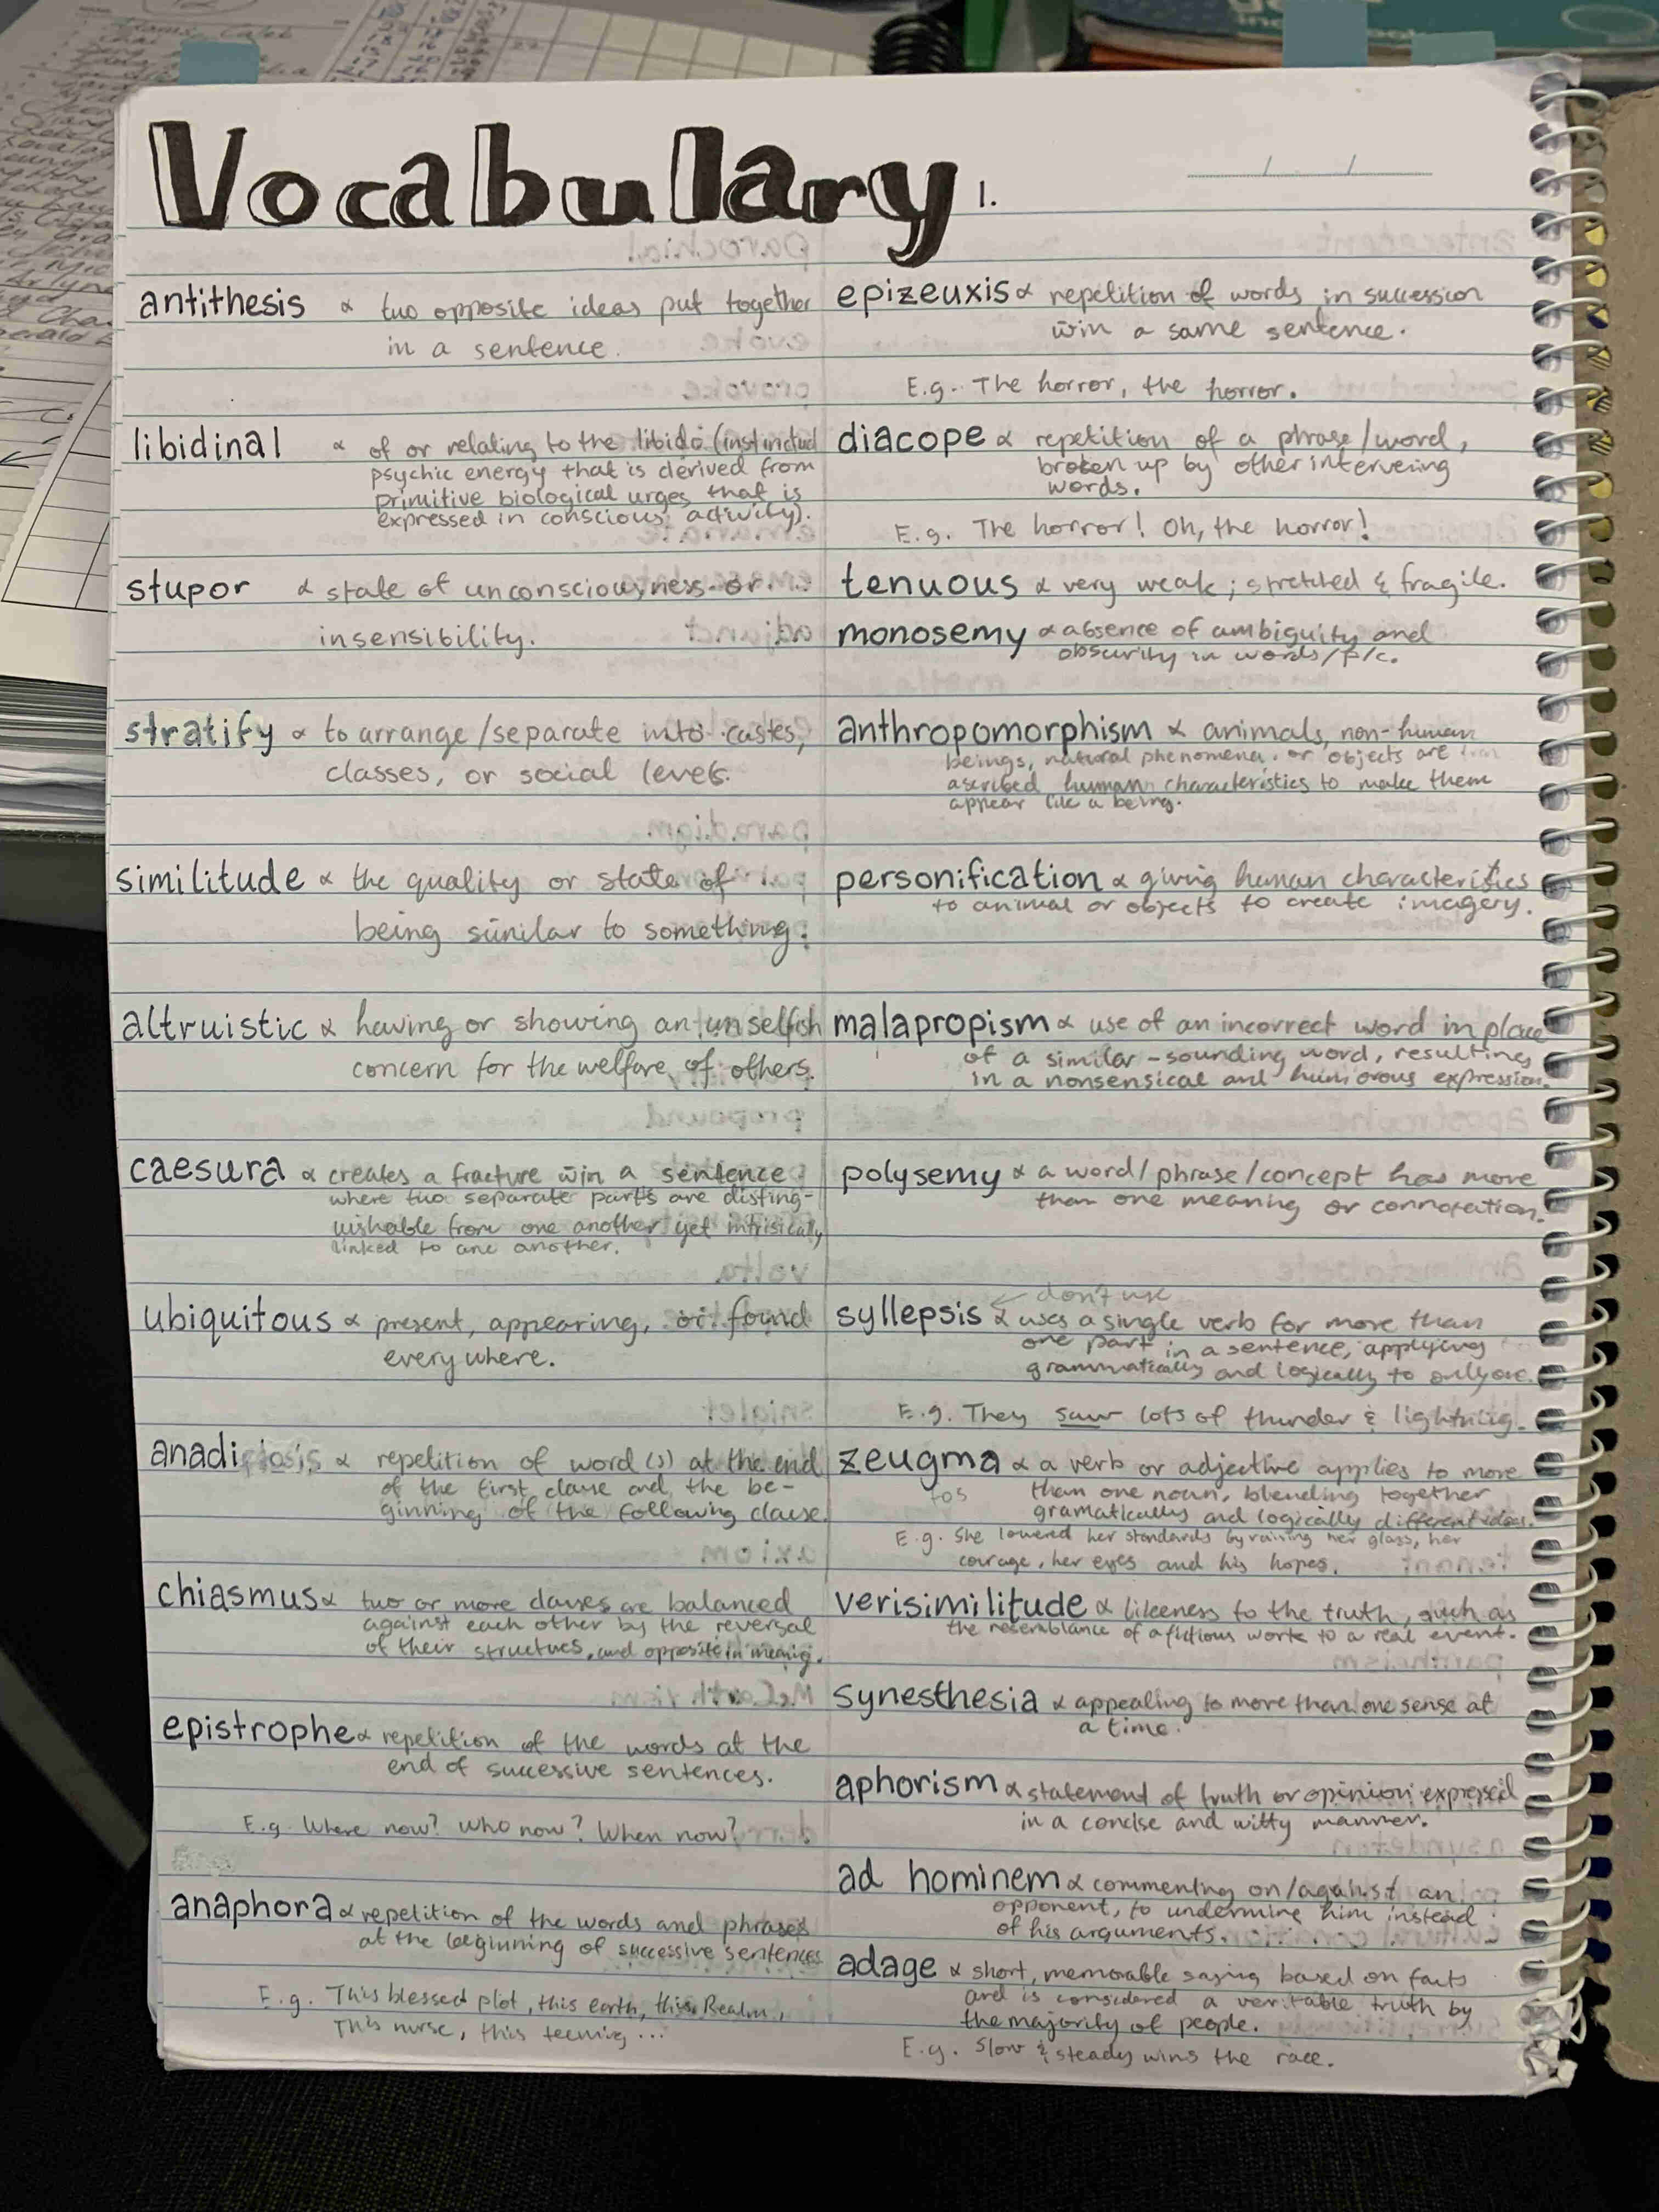 Vocabulary 1.
antithesis ∝ two opposite ideas put together
in a sentence.
libidinal ∝ of or relating to the libido (instinctual
psychic energy that is derived from
primitive biological urges that is
expressed in conscious activity).
stupor ∝ state of unconsciousness or
insensibility.
stratify ∝ to arrange/separate into castes,
classes, or social levels.
similitude ∝ the quality or state of
being similar to something.
altruistic ∝ having or showing an unselfish
concern for the welfare of others.
caesura ∝ creates a fracture w̄in a sentence
where two separate parts are disting-
uishable from one another yet intrisically
linked to one another.
ubiquitous ∝ present, appearing, or found
everywhere.
anadiplosis ∝ repetition of word(s) at the end
of the first clause and the be-
ginning of the following clause.
chiasmus ∝ two or more clauses are balanced
against each other by the reversal
of their structures, and opposite in meaning.
epistrophe ∝ repetition of the words at the
end of successive sentences.
E.g. Where now? Who now? When now?
anaphora ∝ repetition of the words and phrases
at the beginning of successive sentences
E.g. This blessed plot, this earth, this Realm,
This nurse, this teeming ...
epizeuxis ∝ repetition of words in succession
w̄in a same sentence.
E.g. The horror, the horror.
diacope ∝ repetition of a phrase/word,
broken up by other intervening
words.
E.g. The horror! Oh, the horror!
tenuous ∝ very weak; stretched & fragile.
monosemy ∝ absence of ambiguity and
obscurity in words/p/c.
anthropomorphism ∝ animals, non-human
beings, natural phenomena, or objects are
ascribed human characteristics to make them
appear like a being.
personification ∝ giving human characteristics
to animal or objects to create imagery.
malapropism ∝ use of an incorrect word in place
of a similar-sounding word, resulting
in a nonsensical and humorous expression.
polysemy ∝ a word/phrase/concept has more
than one meaning or connotation.
don't use
syllepsis ∝ uses a single verb for more than
one part in a sentence, applying
grammatically and logically to only one.
E.g. They saw lots of thunder & lightning.
zeugma ∝ a verb or adjective applies to more
than one noun, blending together
gramatically and logically different ideas.
E.g. She lowered her standards by raising her glass, her
courage, her eyes and his hopes.
verisimilitude ∝ likeness to the truth, such as
the resemblance of a fictious work to a real event.
synesthesia ∝ appealing to more than one sense at
a time.
aphorism ∝ statement of truth or opinion expressed
in a concise and witty manner.
ad hominem ∝ commenting on/against an
opponent, to undermine him instead
of his arguments.
adage ∝ short, memorable saying based on facts
and is considered a veritable truth by
the majority of people.
E.g. Slow & steady wins the race.